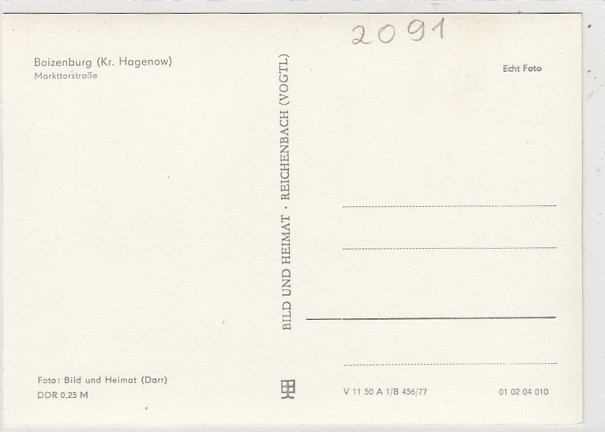 2091
Boizenburg (Kr. Hagenow)
Markttorstraße
Echt Foto
BILD UND HEIMAT · REICHENBACH (VOGTL)
Foto: Bild und Heimat (Darr)
DDR 0,25 M
V 11 50 A 1/B 456/77
01 02 04 010